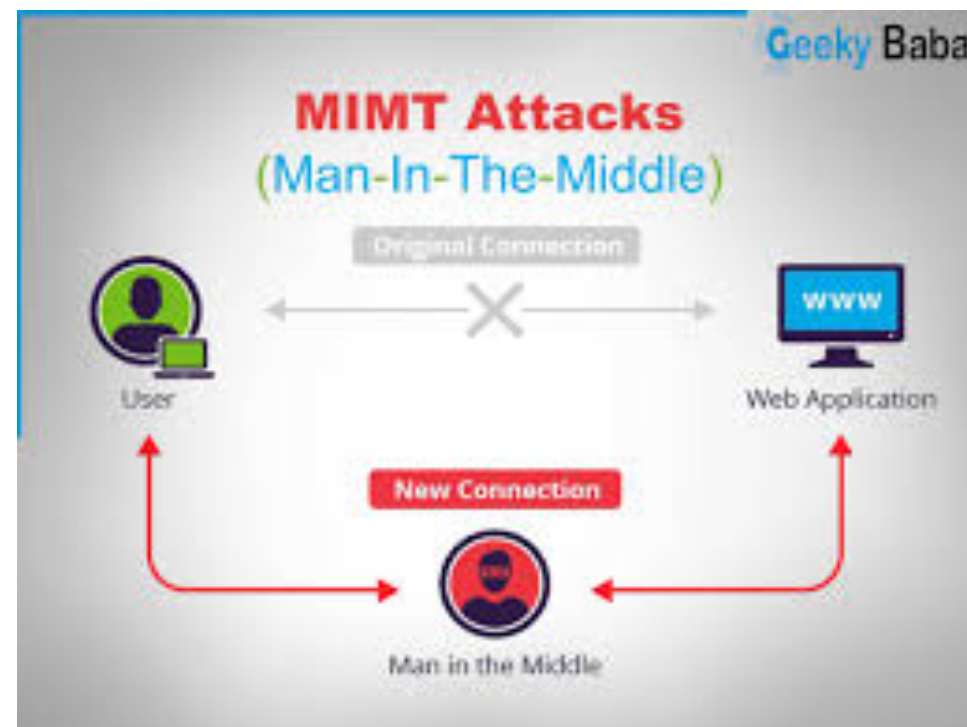 Geeky Baba
MIMT Attacks
(Man-In-The-Middle)
Original Connection
www
User
Web Application
New Connection
Man in the Middle